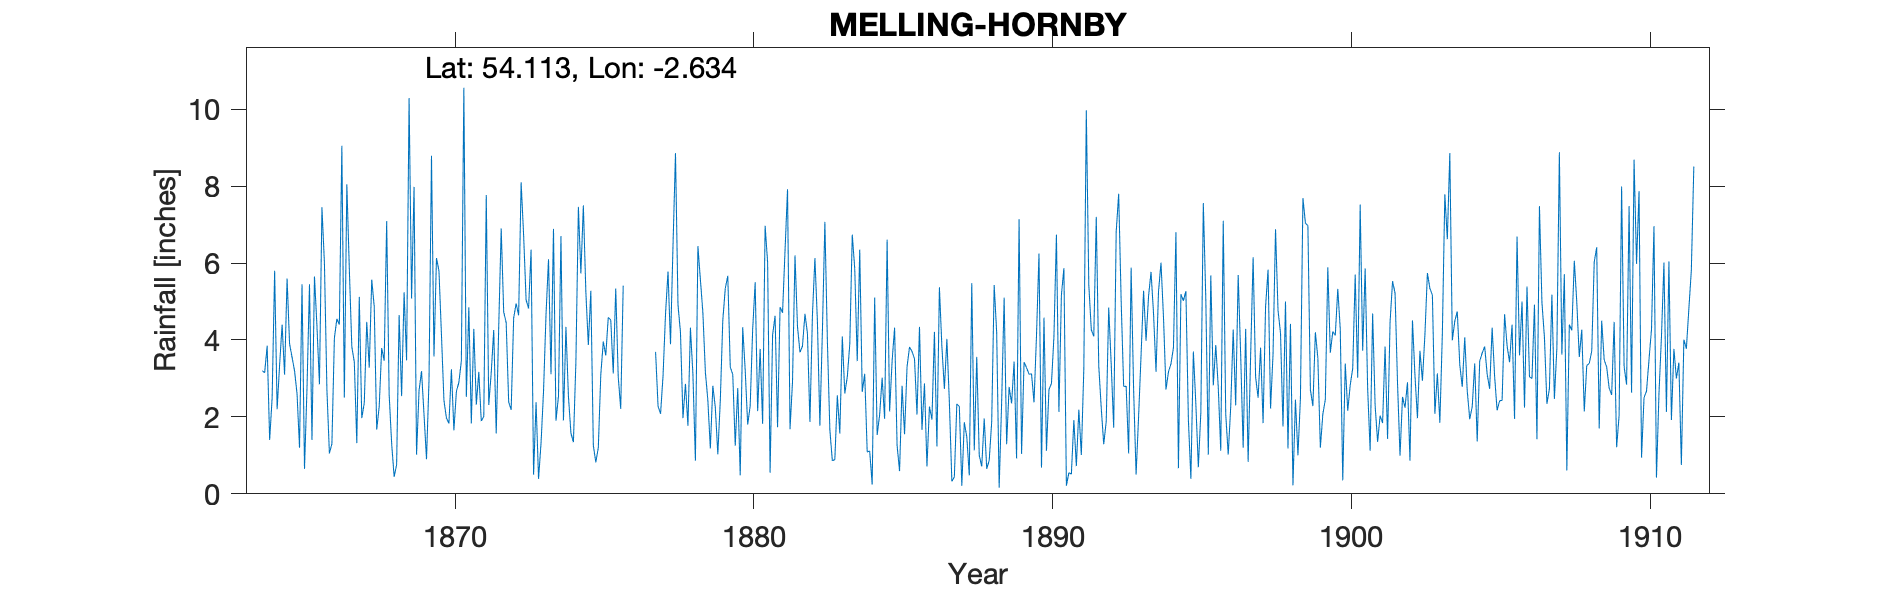 MELLING-HORNBY
Lat: 54.113, Lon: -2.634
Rainfall [inches]
10
8
6
4
2
0
1870 1880 1890 1900 1910
Year